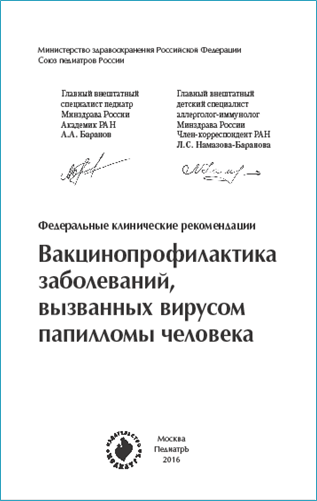 Министерство здравоохранения Российской Федерации
Союз педиатров России
Главный внештатный
специалист педиатр
Минздрава России
Академик РАН
А.А. Баранов
Главный внештатный
детский специалист
аллерголог-иммунолог
Минздрава России
Член-корреспондент РАН
Л.С. Намазова-Баранова
Федеральные клинические рекомендации
Вакцинопрофилактика
заболеваний,
вызванных вирусом
папилломы человека
ИЗДАТЕЛЬСТВО
ПЕДИАТРЪ
Москва
ПедиатрЪ
2016